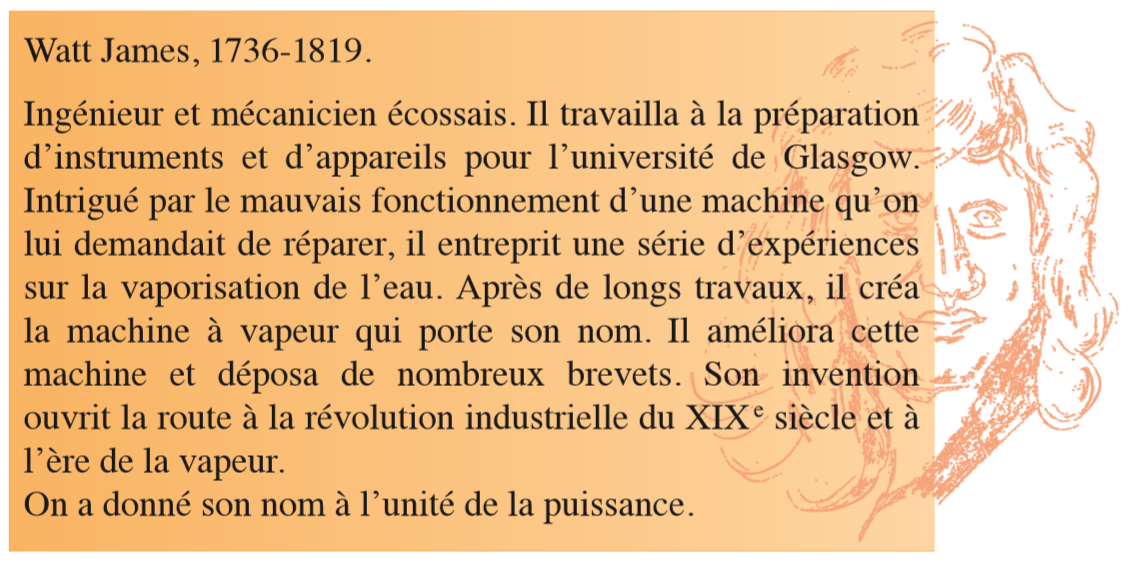 Watt James, 1736-1819.
Ingénieur et mécanicien écossais. Il travailla à la préparation
d’instruments et d’appareils pour l’université de Glasgow.
Intrigué par le mauvais fonctionnement d’une machine qu’on
lui demandait de réparer, il entreprit une série d’expériences
sur la vaporisation de l’eau. Après de longs travaux, il créa
la machine à vapeur qui porte son nom. Il améliora cette
machine et déposa de nombreux brevets. Son invention
ouvrit la route à la révolution industrielle du XIXᵉ siècle et à
l’ère de la vapeur.
On a donné son nom à l’unité de la puissance.